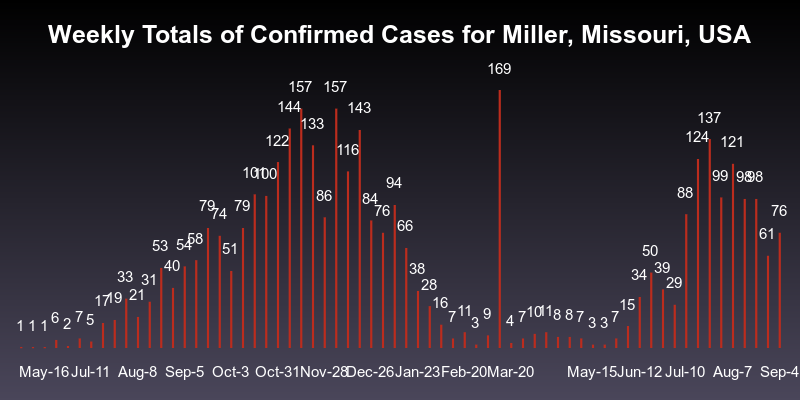 Weekly Totals of Confirmed Cases for Miller, Missouri, USA
1 1 1 6 2 7 5 17 19 33 21 31 53 40 54 58 79 74 51 79 101 100 122 144 157 133 86 157 116 143 84 76 94 66 38 28 16 7 11 3 9 169 4 7 10 11 8 8 7 3 3 7 15 34 50 39 29 88 124 137 99 121 98 98 61 76
May-16 Jul-11 Aug-8 Sep-5 Oct-3 Oct-31 Nov-28 Dec-26 Jan-23 Feb-20 Mar-20 May-15 Jun-12 Jul-10 Aug-7 Sep-4